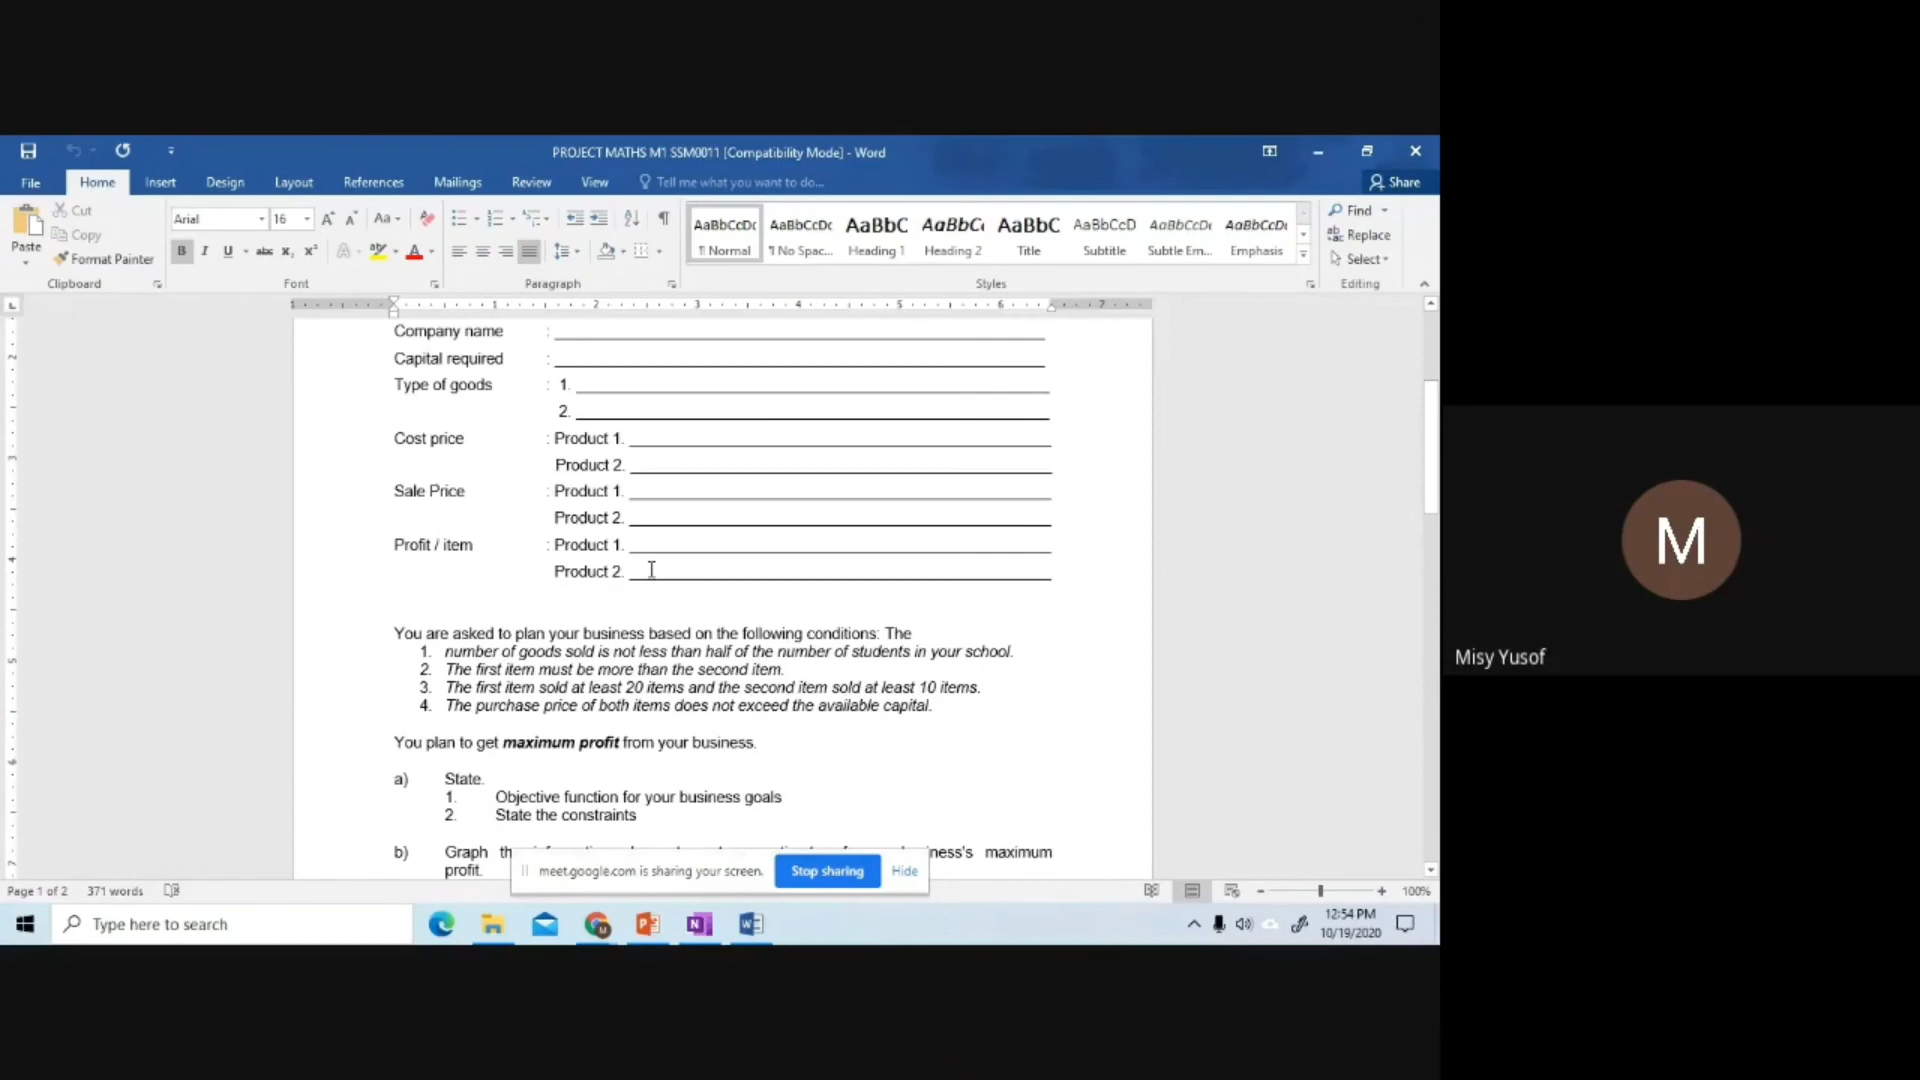 PROJECT MATHS M1 SSM0011 [Compatibility Mode] - Word
File Home Insert Design Layout References Mailings Review View Tell me what you want to do... Share
Cut
Copy
Format Painter
Paste
Clipboard
Arial 16
Font
Paragraph
AaBbCcDc AaBbCcDc AaBbC AaBbCc AaBbC AaBbCcD AaBbCcDc AaBbCcDc
¶ Normal ¶ No Spac... Heading 1 Heading 2 Title Subtitle Subtle Em... Emphasis
Styles
Find
Replace
Select
Editing
Company name :
Capital required :
Type of goods : 1.
2.
Cost price : Product 1.
Product 2.
Sale Price : Product 1.
Product 2.
Profit / item : Product 1.
Product 2.
You are asked to plan your business based on the following conditions: The
1. number of goods sold is not less than half of the number of students in your school.
2. The first item must be more than the second item.
3. The first item sold at least 20 items and the second item sold at least 10 items.
4. The purchase price of both items does not exceed the available capital.
You plan to get maximum profit from your business.
a) State.
1. Objective function for your business goals
2. State the constraints
b) Graph maximum
profit.
meet.google.com is sharing your screen. Stop sharing Hide
Page 1 of 2 371 words 100%
Type here to search
12:54 PM
10/19/2020
M
Misy Yusof